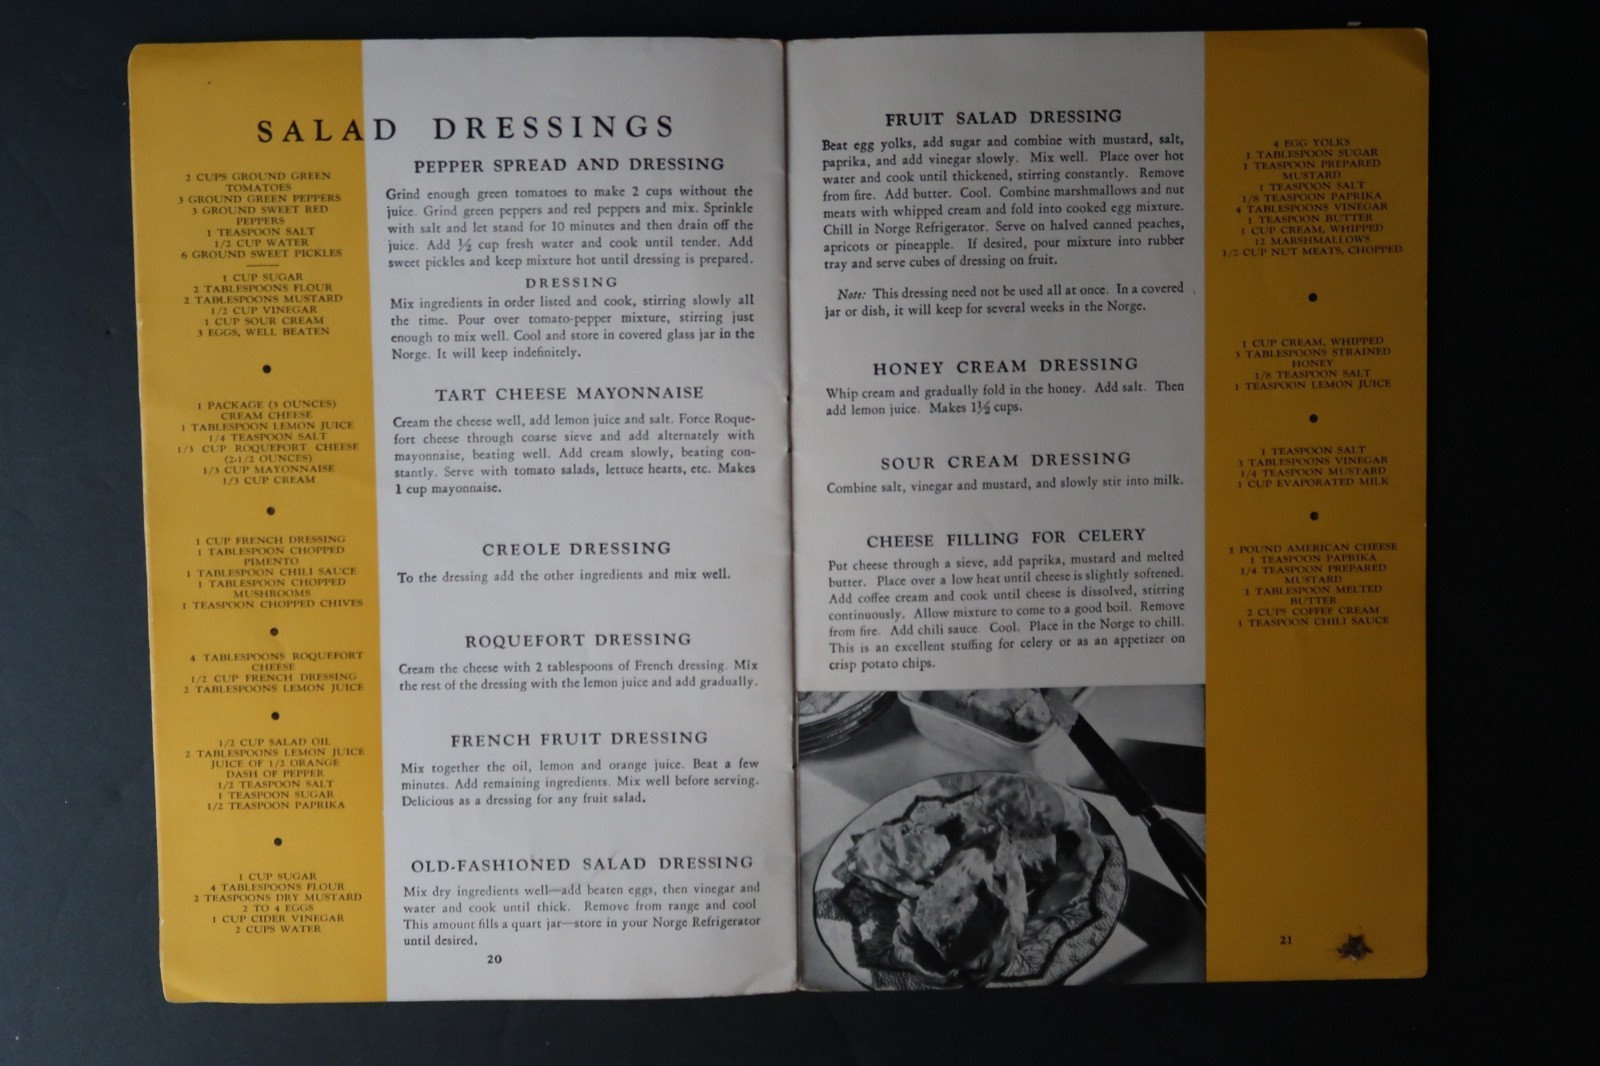 SALAD DRESSINGS
2 CUPS GROUND GREEN
TOMATOES
3 GROUND GREEN PEPPERS
3 GROUND SWEET RED
PEPPERS
1 TEASPOON SALT
1/2 CUP WATER
6 GROUND SWEET PICKLES
1 CUP SUGAR
2 TABLESPOONS FLOUR
2 TABLESPOONS MUSTARD
1/2 CUP VINEGAR
1 CUP SOUR CREAM
3 EGGS, WELL BEATEN
PEPPER SPREAD AND DRESSING
Grind enough green tomatoes to make 2 cups without the
juice. Grind green peppers and red peppers and mix. Sprinkle
with salt and let stand for 10 minutes and then drain off the
juice. Add ½ cup fresh water and cook until tender. Add
sweet pickles and keep mixture hot until dressing is prepared.
DRESSING
Mix ingredients in order listed and cook, stirring slowly all
the time. Pour over tomato-pepper mixture, stirring just
enough to mix well. Cool and store in covered glass jar in the
Norge. It will keep indefinitely.
1 PACKAGE (3 OUNCES)
CREAM CHEESE
1 TABLESPOON LEMON JUICE
1/4 TEASPOON SALT
1/3 CUP ROQUEFORT CHEESE
(2-1/2 OUNCES)
1/3 CUP MAYONNAISE
1/3 CUP CREAM
TART CHEESE MAYONNAISE
Cream the cheese well, add lemon juice and salt. Force Roque-
fort cheese through coarse sieve and add alternately with
mayonnaise, beating well. Add cream slowly, beating con-
stantly. Serve with tomato salads, lettuce hearts, etc. Makes
1 cup mayonnaise.
1 CUP FRENCH DRESSING
1 TABLESPOON CHOPPED
PIMENTO
1 TABLESPOON CHILI SAUCE
1 TABLESPOON CHOPPED
MUSHROOMS
1 TEASPOON CHOPPED CHIVES
CREOLE DRESSING
To the dressing add the other ingredients and mix well.
4 TABLESPOONS ROQUEFORT
CHEESE
1/2 CUP FRENCH DRESSING
2 TABLESPOONS LEMON JUICE
ROQUEFORT DRESSING
Cream the cheese with 2 tablespoons of French dressing. Mix
the rest of the dressing with the lemon juice and add gradually.
1/2 CUP SALAD OIL
2 TABLESPOONS LEMON JUICE
JUICE OF 1/2 ORANGE
DASH OF PEPPER
1/2 TEASPOON SALT
1 TEASPOON SUGAR
1/2 TEASPOON PAPRIKA
FRENCH FRUIT DRESSING
Mix together the oil, lemon and orange juice. Beat a few
minutes. Add remaining ingredients. Mix well before serving.
Delicious as a dressing for any fruit salad.
1 CUP SUGAR
4 TABLESPOONS FLOUR
2 TEASPOONS DRY MUSTARD
2 TO 4 EGGS
1 CUP CIDER VINEGAR
2 CUPS WATER
OLD-FASHIONED SALAD DRESSING
Mix dry ingredients well—add beaten eggs, then vinegar and
water and cook until thick. Remove from range and cool
This amount fills a quart jar—store in your Norge Refrigerator
until desired.
20
FRUIT SALAD DRESSING
Beat egg yolks, add sugar and combine with mustard, salt,
paprika, and add vinegar slowly. Mix well. Place over hot
water and cook until thickened, stirring constantly. Remove
from fire. Add butter. Cool. Combine marshmallows and nut
meats with whipped cream and fold into cooked egg mixture.
Chill in Norge Refrigerator. Serve on halved canned peaches,
apricots or pineapple. If desired, pour mixture into rubber
tray and serve cubes of dressing on fruit.
Note: This dressing need not be used all at once. In a covered
jar or dish, it will keep for several weeks in the Norge.
4 EGG YOLKS
1 TABLESPOON SUGAR
1 TEASPOON PREPARED
MUSTARD
1 TEASPOON SALT
1/8 TEASPOON PAPRIKA
4 TABLESPOONS VINEGAR
1 TEASPOON BUTTER
1 CUP CREAM, WHIPPED
12 MARSHMALLOWS
1/2 CUP NUT MEATS, CHOPPED
HONEY CREAM DRESSING
Whip cream and gradually fold in the honey. Add salt. Then
add lemon juice. Makes 1½ cups.
1 CUP CREAM, WHIPPED
3 TABLESPOONS STRAINED
HONEY
1/8 TEASPOON SALT
1 TEASPOON LEMON JUICE
SOUR CREAM DRESSING
Combine salt, vinegar and mustard, and slowly stir into milk.
1 TEASPOON SALT
3 TABLESPOONS VINEGAR
1/4 TEASPOON MUSTARD
1 CUP EVAPORATED MILK
CHEESE FILLING FOR CELERY
Put cheese through a sieve, add paprika, mustard and melted
butter. Place over a low heat until cheese is slightly softened.
Add coffee cream and cook until cheese is dissolved, stirring
continuously. Allow mixture to come to a good boil. Remove
from fire. Add chili sauce Cool. Place in the Norge to chill.
This is an excellent stuffing for celery or as an appetizer on
crisp potato chips.
1 POUND AMERICAN CHEESE
1 TEASPOON PAPRIKA
1/4 TEASPOON PREPARED
MUSTARD
1 TABLESPOON MELTED
BUTTER
2 CUPS COFFEE CREAM
1 TEASPOON CHILI SAUCE
21